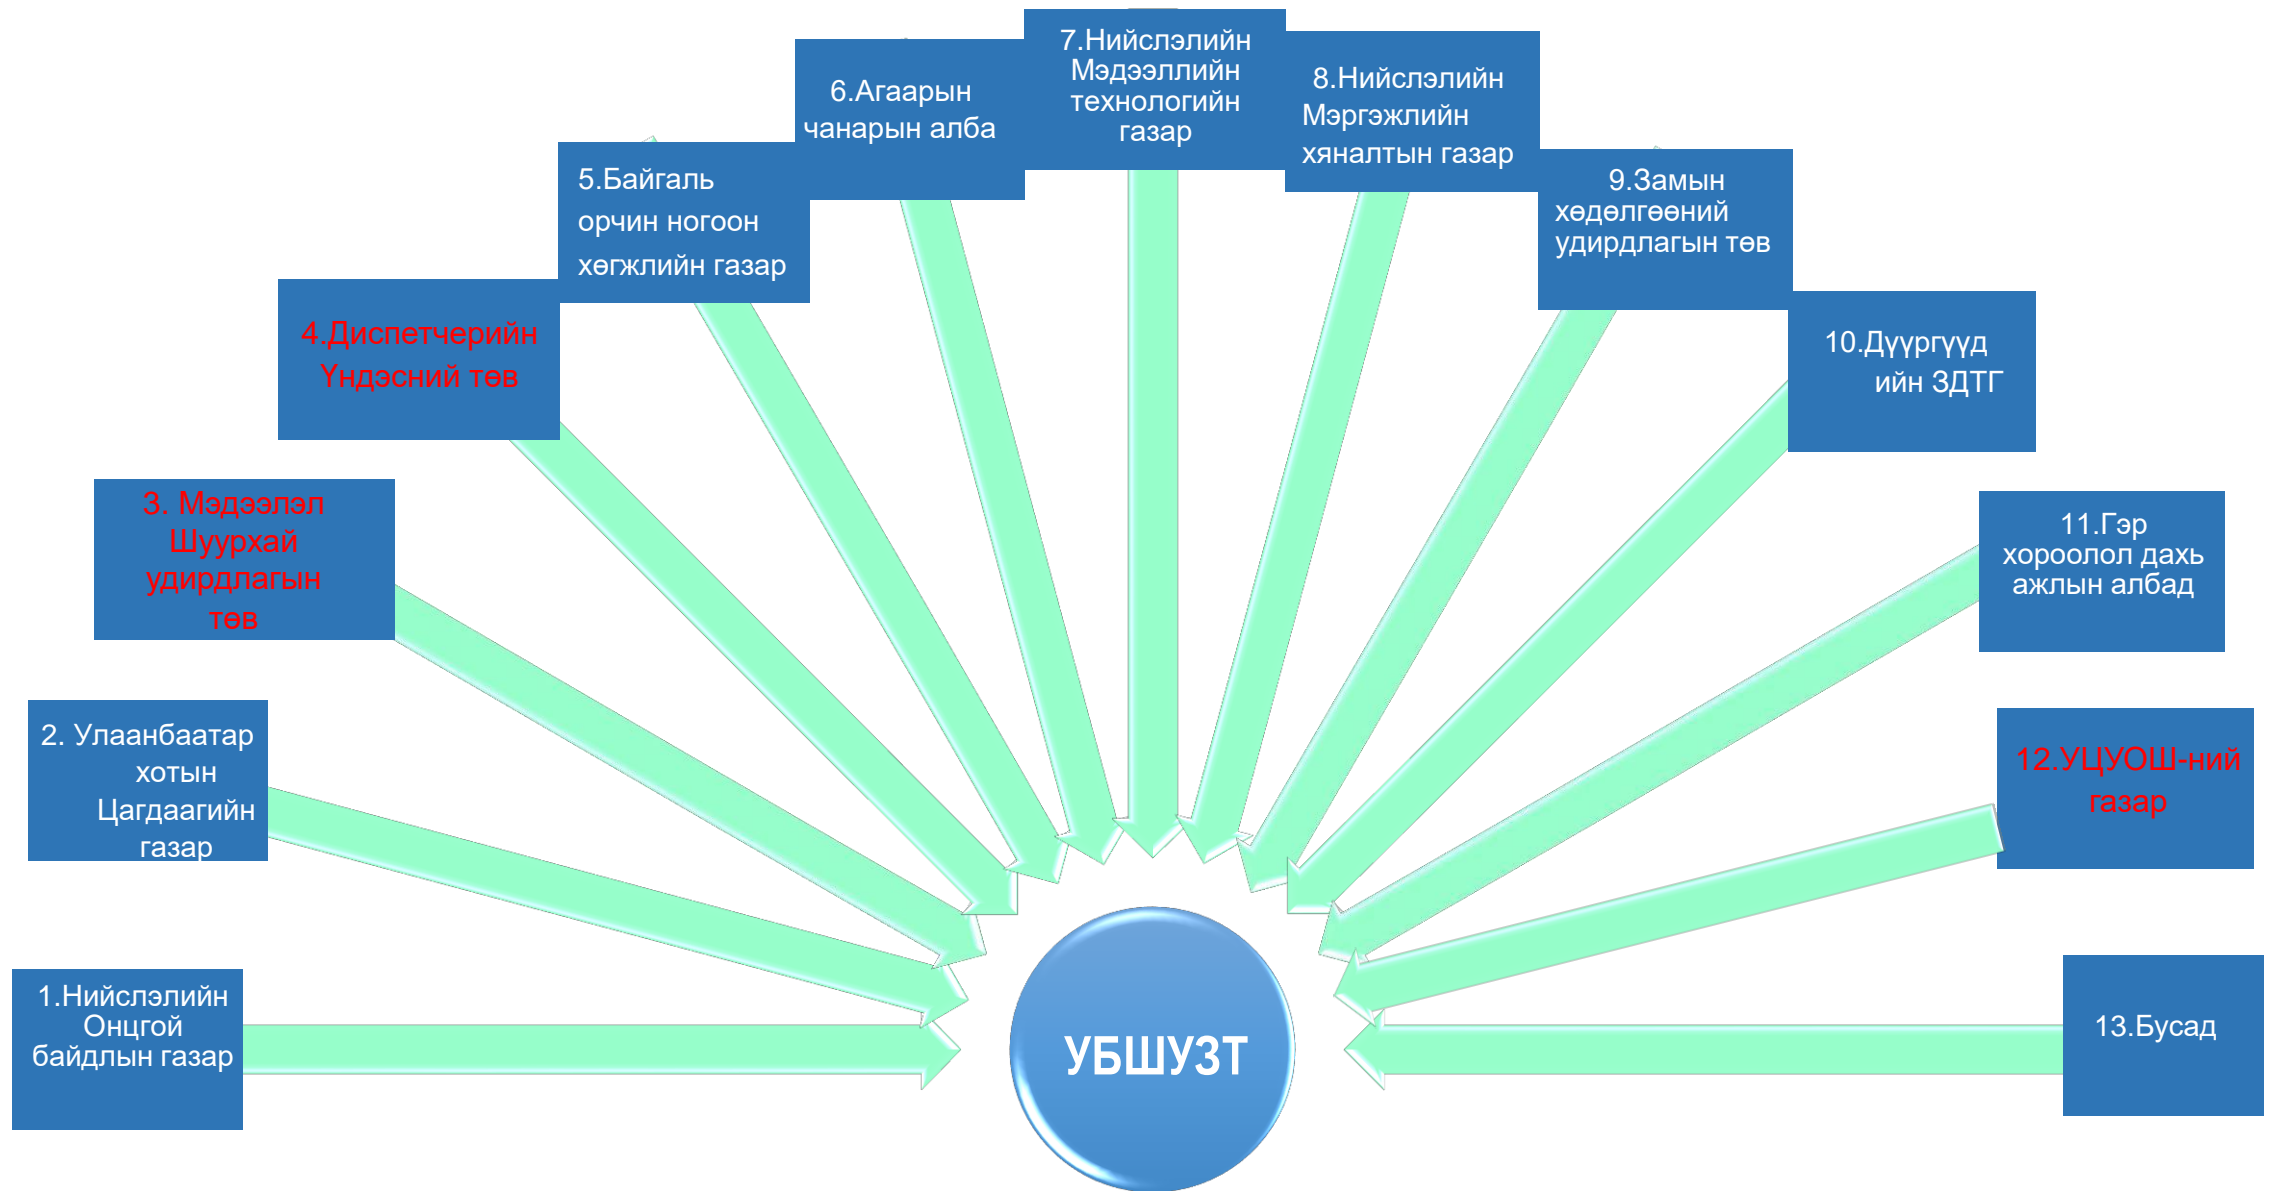 1.Нийслэлийн
Онцгой
байдлын газар
2. Улаанбаатар
хотын
Цагдаагийн
газар
3. Мэдээлэл
Шуурхай
удирдлагын
төв
4.Диспетчерийн
Үндэсний төв
5.Байгаль
орчин ногоон
хөгжлийн газар
6.Агаарын
чанарын алба
7.Нийслэлийн
Мэдээллийн
технологийн
газар
8.Нийслэлийн
Мэргэжлийн
хяналтын газар
9.Замын
хөдөлгөөний
удирдлагын төв
10.Дүүргүүд
ийн ЗДТГ
11.Гэр
хороолол дахь
ажлын албад
12.УЦУОШ-ний
газар
13.Бусад
УБШУЗТ